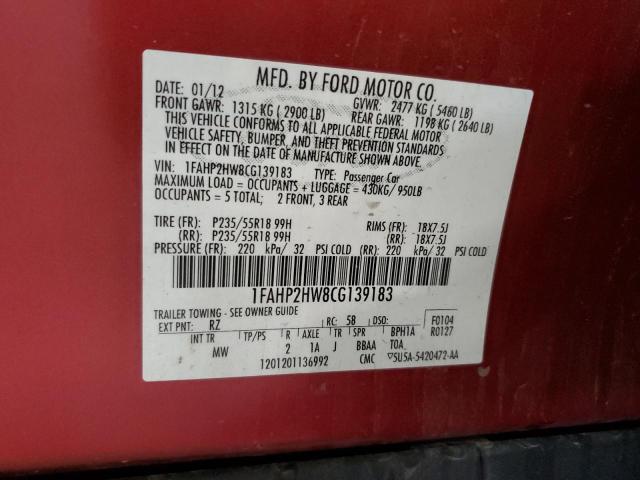 MFD. BY FORD MOTOR CO.
DATE: 01/12 GVWR: 2477 KG ( 5460 LB)
FRONT GAWR: 1315 KG ( 2900 LB) REAR GAWR: 1198 KG ( 2640 LB)
THIS VEHICLE CONFORMS TO ALL APPLICABLE FEDERAL MOTOR
VEHICLE SAFETY, BUMPER, AND THEFT PREVENTION STANDARDS
IN EFFECT ON THE DATE OF MANUFACTURE SHOWN ABOVE.
VIN: 1FAHP2HW8CG139183 TYPE: Passenger Car
MAXIMUM LOAD = OCCUPANTS + LUGGAGE = 430KG/ 950LB
OCCUPANTS = 5 TOTAL; 2 FRONT, 3 REAR
TIRE (FR): P235/55R18 99H RIMS (FR): 18X7.5J
(RR): P235/55R18 99H (RR): 18X7.5J
PRESSURE (FR): 220 kPa/ 32 PSI COLD (RR): 220 kPa/ 32 PSI COLD
1FAHP2HW8CG139183
TRAILER TOWING - SEE OWNER GUIDE
EXT PNT: RZ RC: 58 DSO: F0104
INT TR TP/PS R AXLE TR SPR BPH1A R0127
MW 2 1A J BBAA TOA
1201201136992 CMC 5U5A-5420472-AA